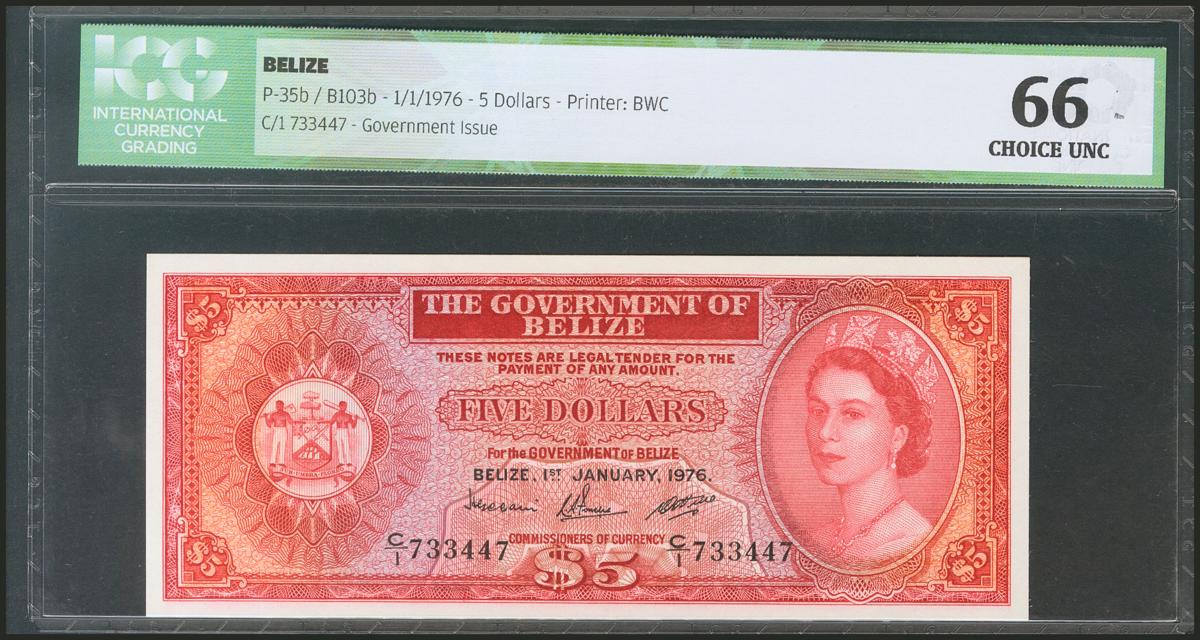 ICG
INTERNATIONAL
CURRENCY
GRADING
BELIZE
P-35b / B103b - 1/1/1976 - 5 Dollars - Printer: BWC
C/1 733447 - Government Issue
66
CHOICE UNC
$5
$5
THE GOVERNMENT OF
BELIZE
THESE NOTES ARE LEGAL TENDER FOR THE
PAYMENT OF ANY AMOUNT.
FIVE DOLLARS
For the GOVERNMENT of BELIZE
BELIZE, 1ST JANUARY, 1976.
COMMISSIONERS OF CURRENCY
C/1 733447
C/1 733447
$5
$5
$5